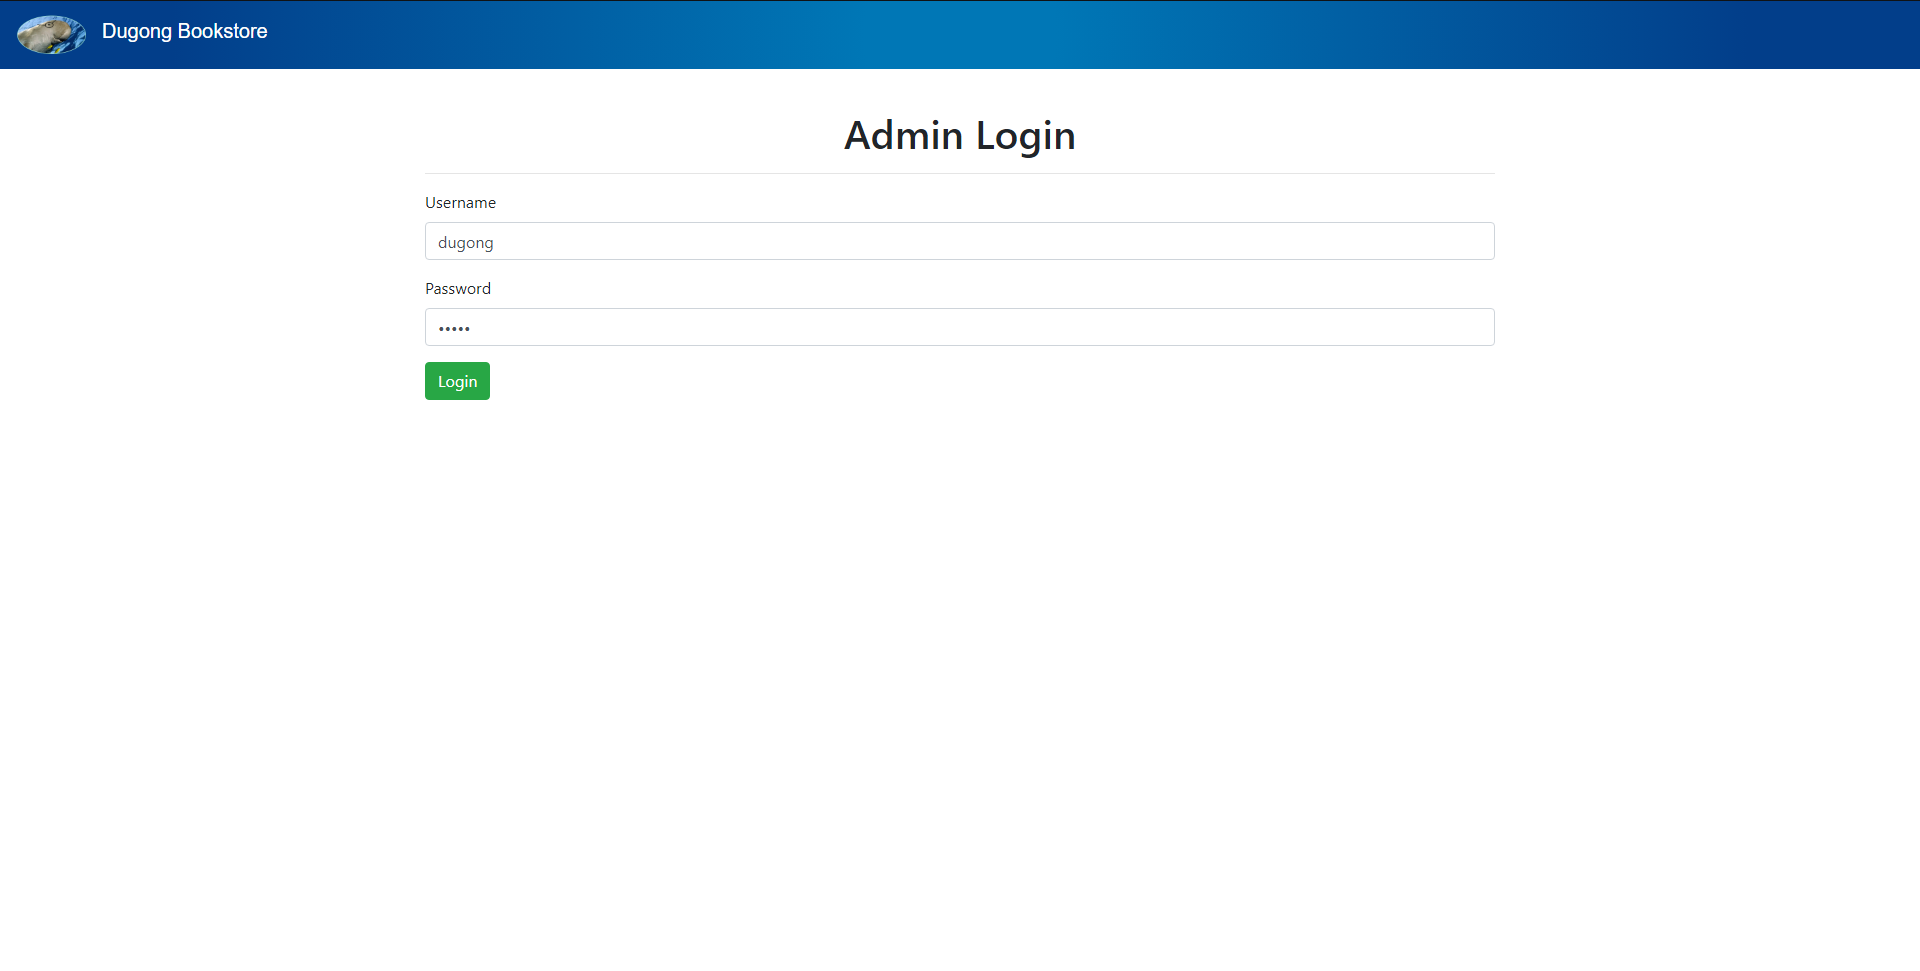 Dugong Bookstore
Admin Login
Username
dugong
Password
•••••
Login